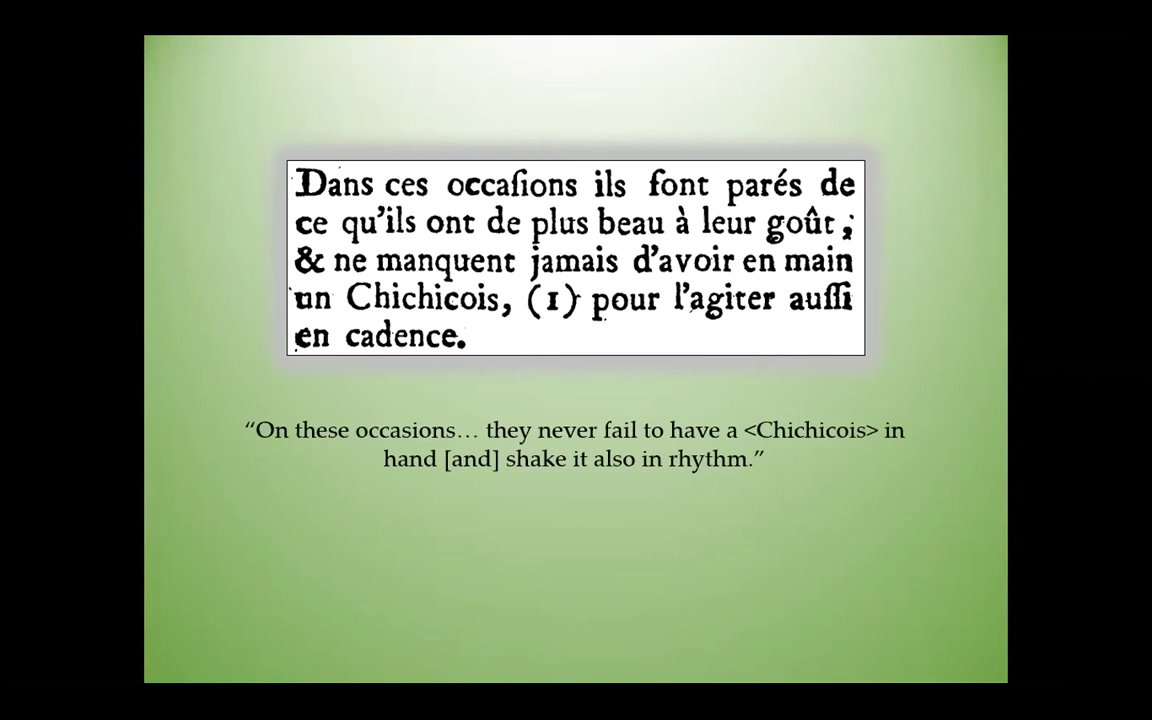 Dans ces occaſions ils ſont parés de
ce qu'ils ont de plus beau à leur goût ;
& ne manquent jamais d'avoir en main
un Chichicois, (1) pour l'agiter auſſi
en cadence.
“On these occasions… they never fail to have a <Chichicois> in
hand [and] shake it also in rhythm.”